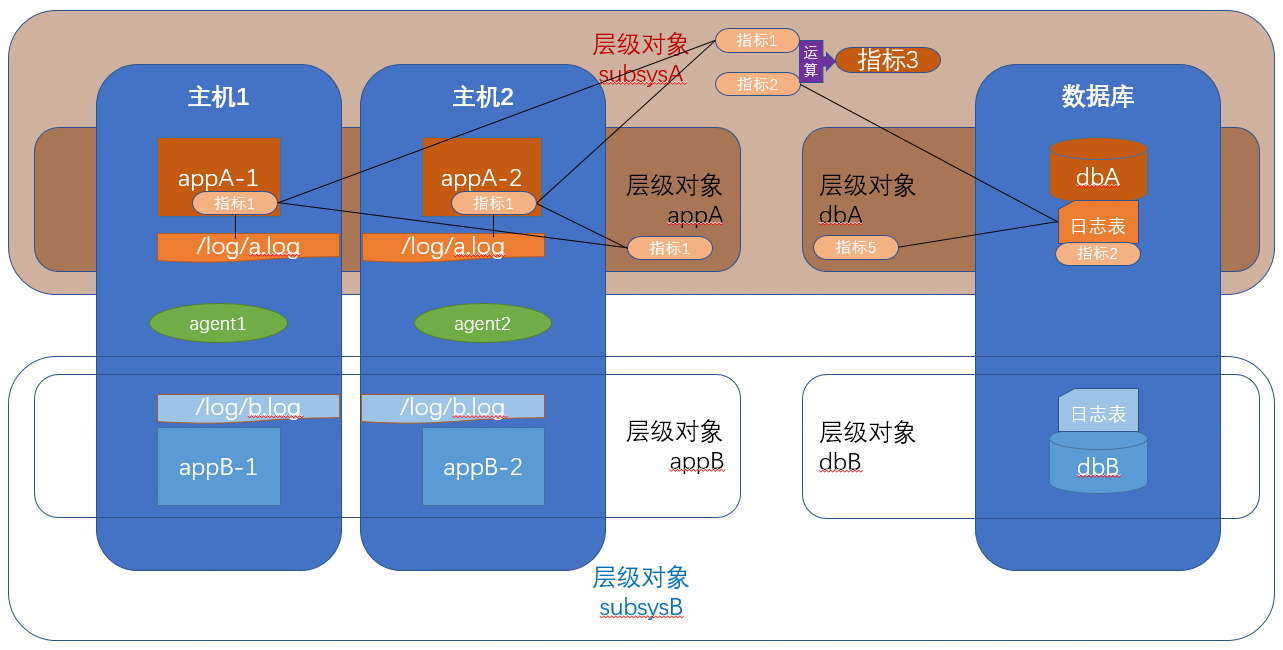 层级对象
subsysA
指标1
指标2
运
算
指标3
主机1
主机2
数据库
appA-1
指标1
/log/a.log
appA-2
指标1
/log/a.log
层级对象
appA
指标1
层级对象
dbA
指标5
dbA
日志表
指标2
agent1
agent2
/log/b.log
appB-1
/log/b.log
appB-2
层级对象
appB
层级对象
dbB
日志表
dbB
层级对象
subsysB